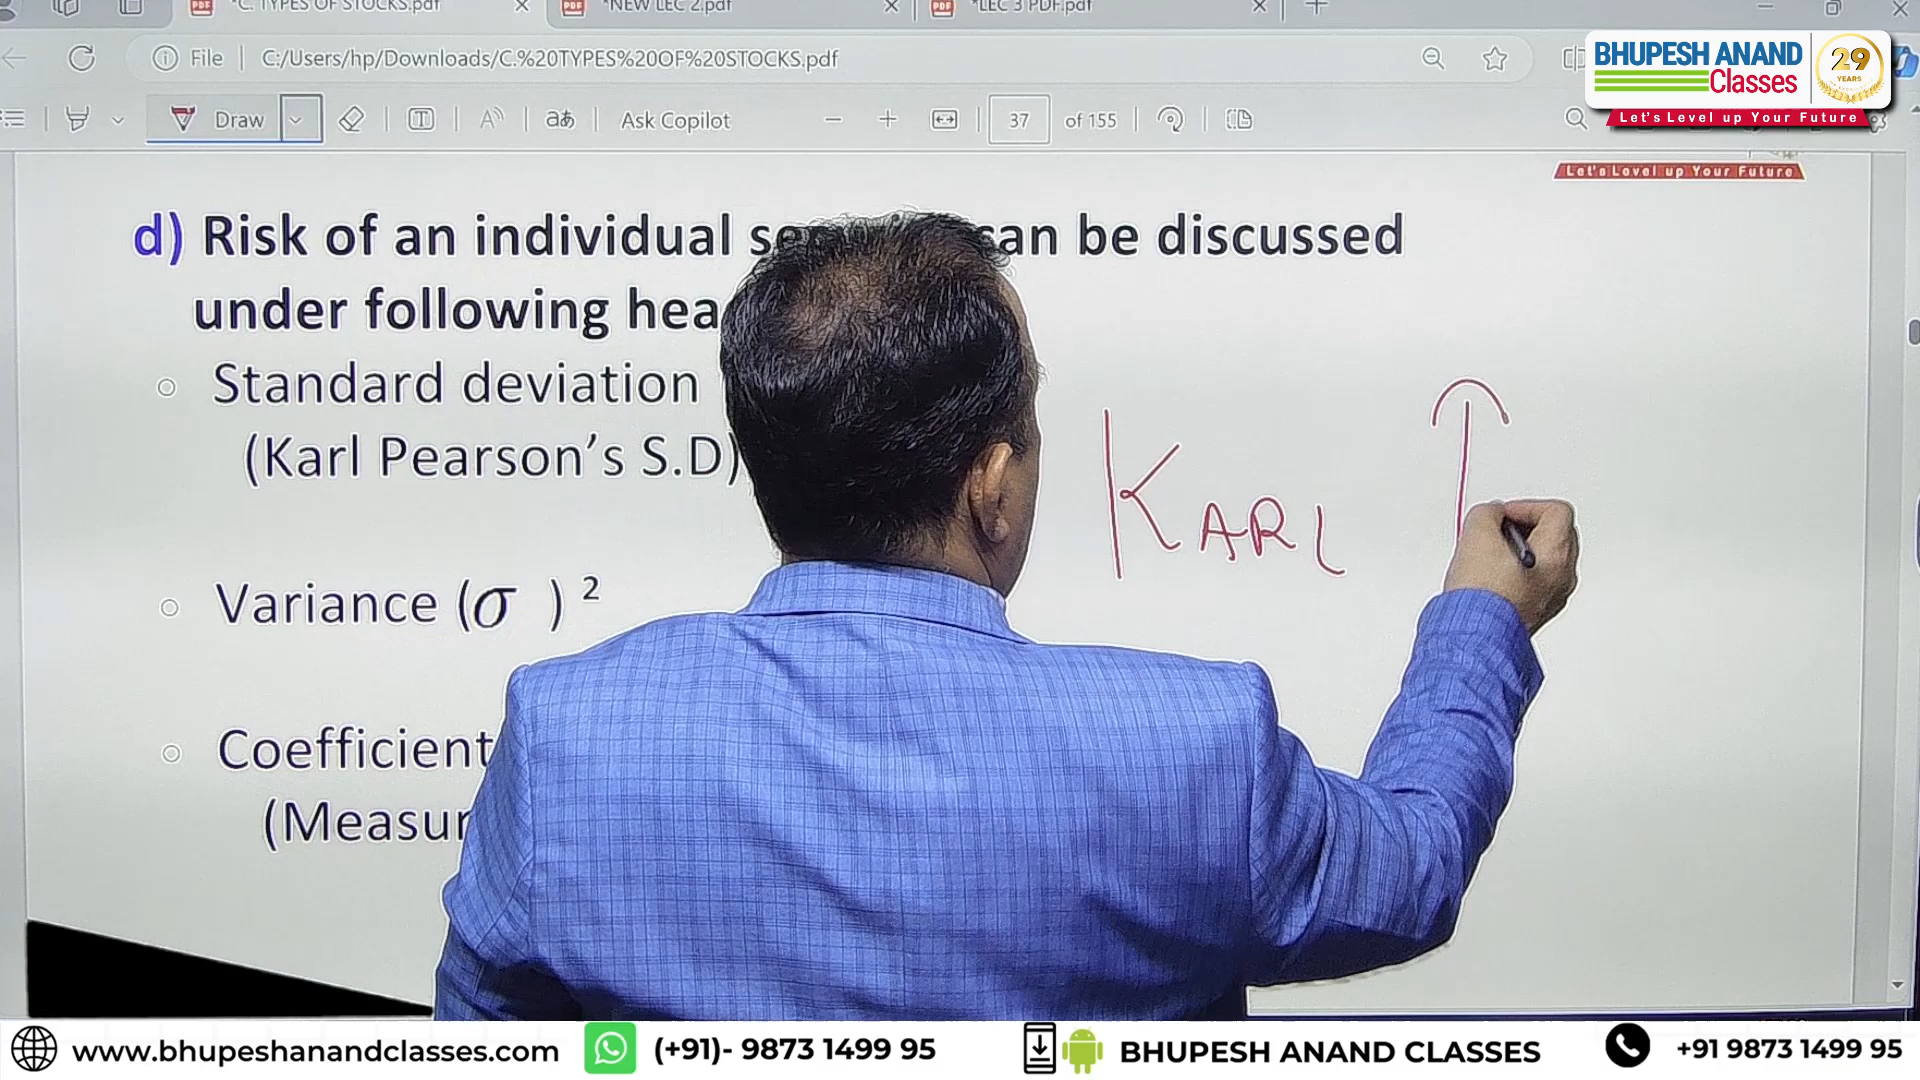 *C. TYPES OF STOCKS.pdf
*NEW LEC 2.pdf
*LEC 3 PDF.pdf
File
C:/Users/hp/Downloads/C.%20TYPES%20OF%20STOCKS.pdf
BHUPESH ANAND
Classes
29
YEARS
Let's Level up Your Future
Draw
aあ
Ask Copilot
37
of 155
Let's Level up Your Future
d) Risk of an individual can be discussed
under following
Standard deviation
KARL
(Karl Pearson's S.D)
Variance (σ ) ²
Coefficient
www.bhupeshanandclasses.com
(+91)- 9873 1499 95
BHUPESH ANAND CLASSES
+91 9873 1499 95